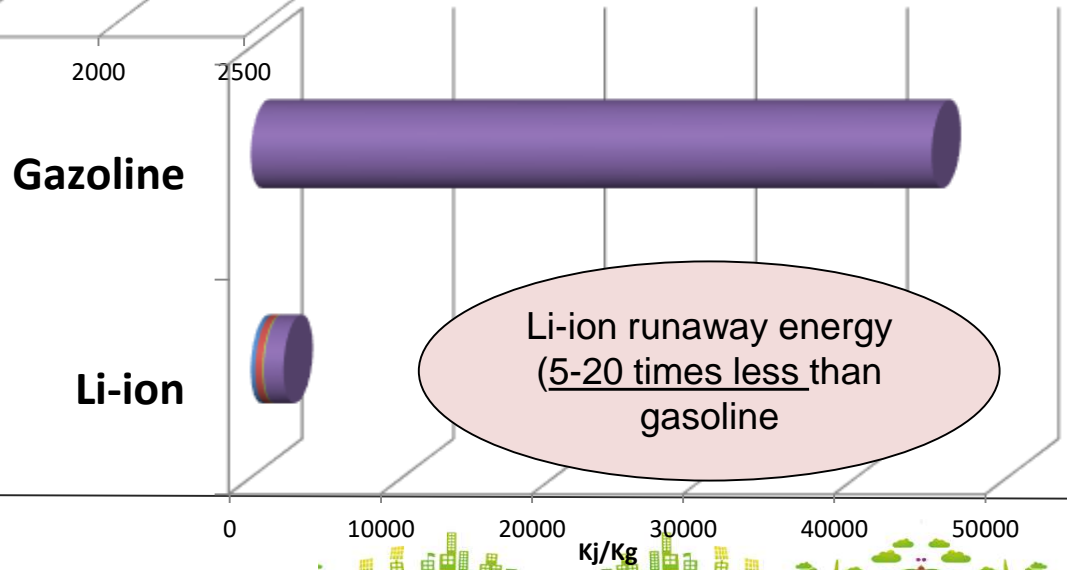 2000 2500
Gazoline
Li-ion runaway energy
(5-20 times less than
gasoline
Li-ion
0 10000 20000 30000 40000 50000
Kj/Kg